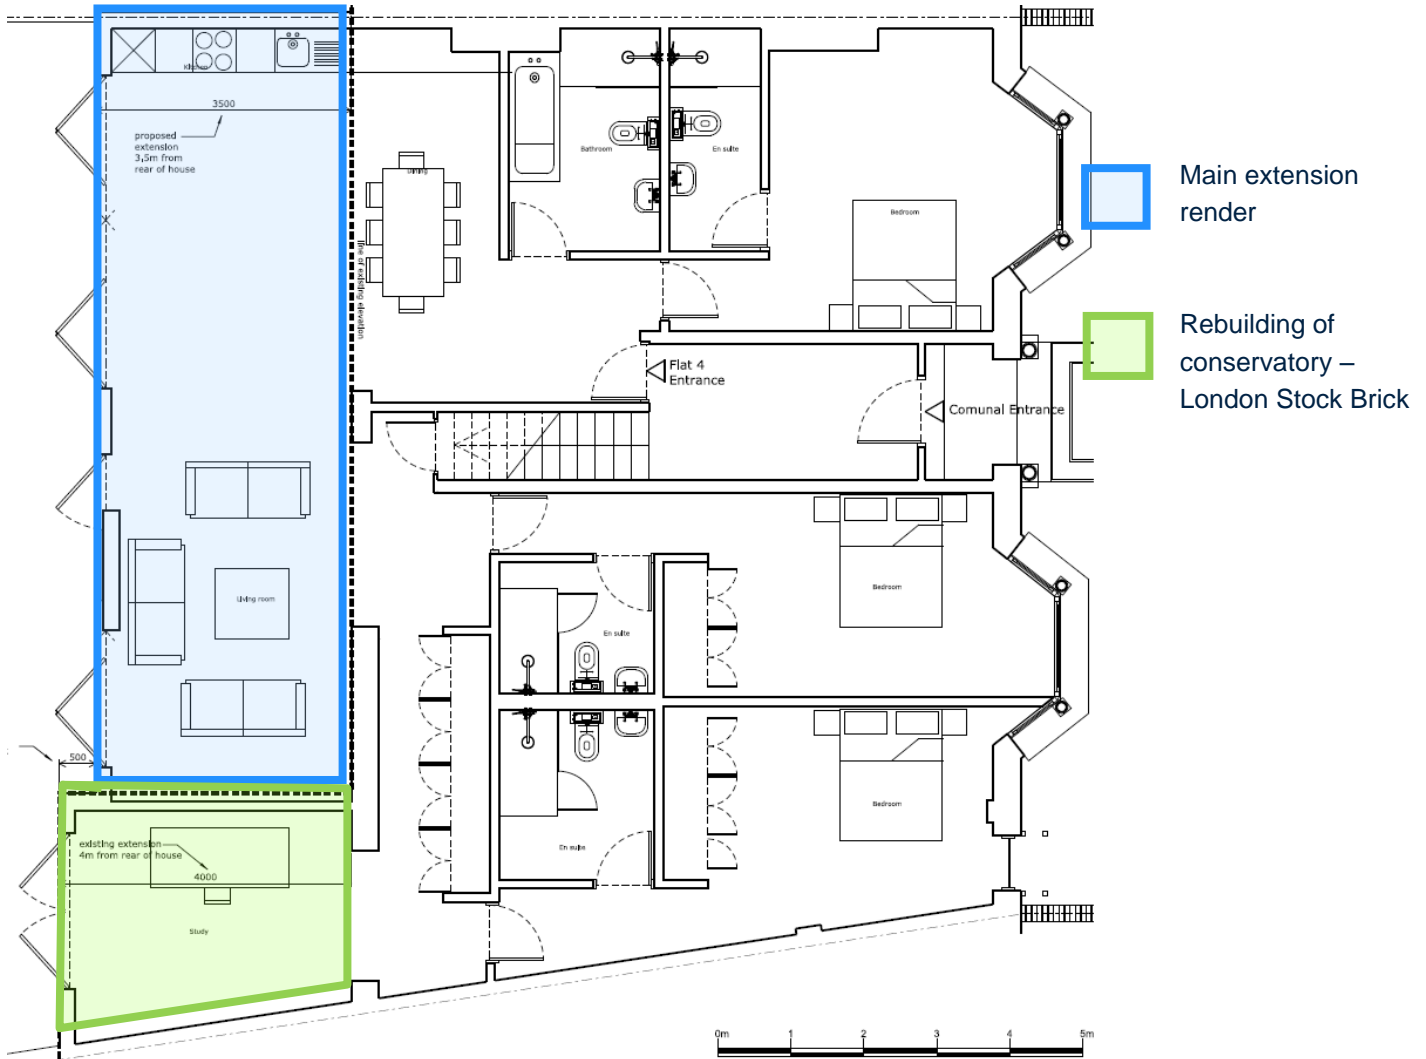 Kitchen
3500
proposed
extension
3,5m from
rear of house
Dining
line of existing elevation
Bathroom
En suite
Bedroom
Main extension
render
Rebuilding of
conservatory –
London Stock Brick
Flat 4
Entrance
Comunal Entrance
Living room
En suite
Bedroom
500
existing extension
4m from rear of house
4000
Study
En suite
Bedroom
0m 1 2 3 4 5m